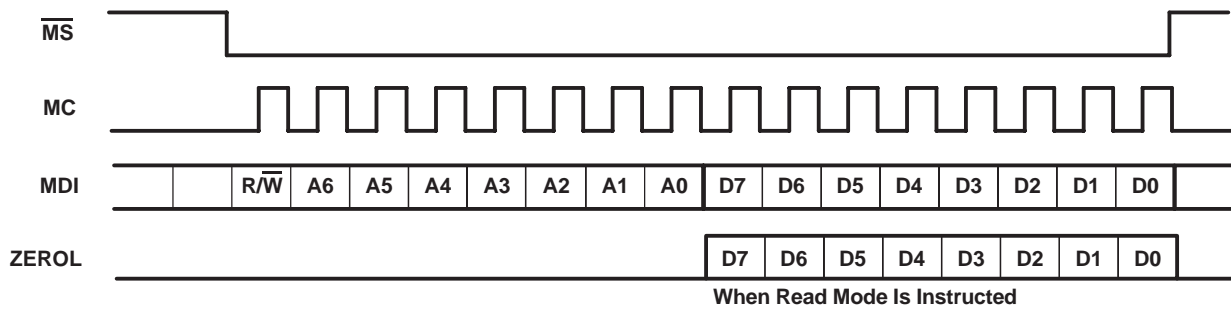 M̅S̅
MC
MDI R/W̅ A6 A5 A4 A3 A2 A1 A0 D7 D6 D5 D4 D3 D2 D1 D0
ZEROL D7 D6 D5 D4 D3 D2 D1 D0
When Read Mode Is Instructed